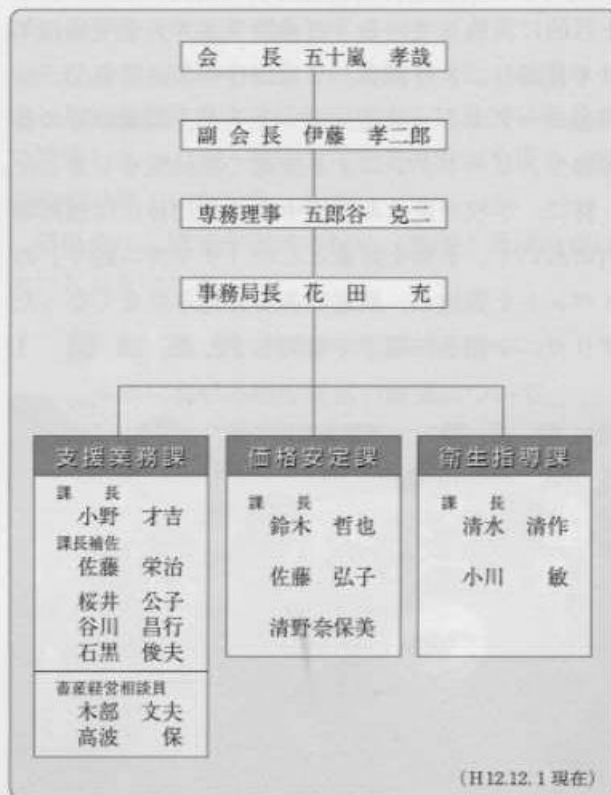 会　長　五十嵐　孝哉
副 会 長　伊藤　孝二郎
専務理事　五郎谷　克二
事務局長　花　田　　充
支援業務課
課　長
小野　才吉
課長補佐
佐藤　栄治
桜井　公子
谷川　昌行
石黒　俊夫
畜産経営相談員
木部　文夫
高波　　保
価格安定課
課　長
鈴木　哲也
佐藤　弘子
清野奈保美
衛生指導課
課　長
清水　清作
小川　　敏
（H12.12.1 現在）